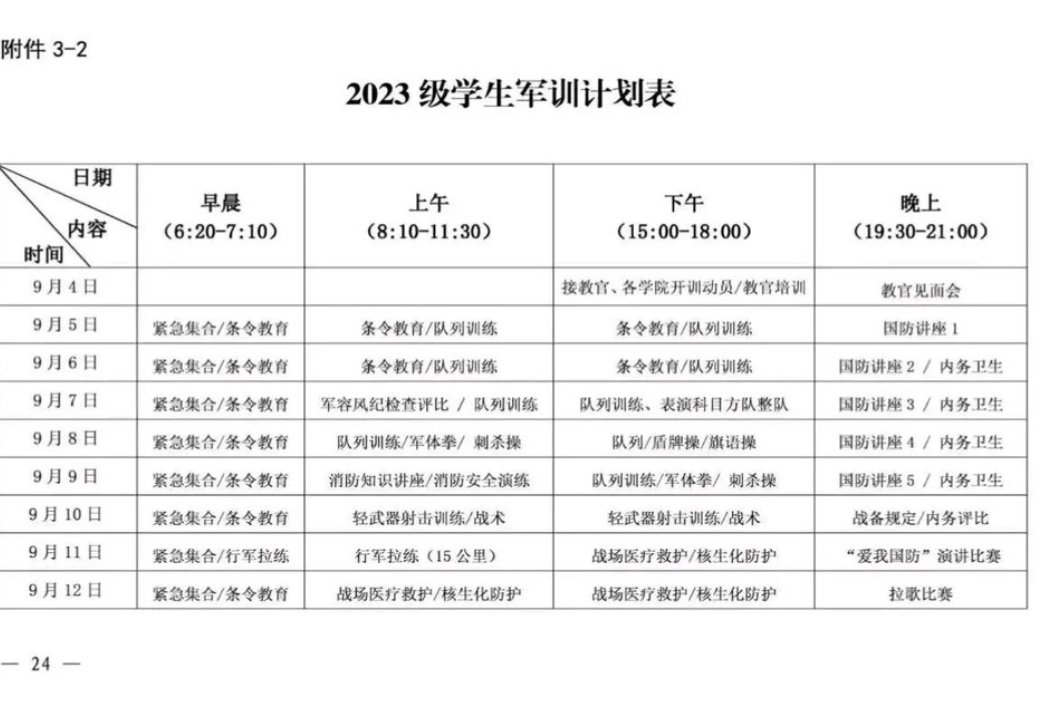 附件 3-2
2023 级学生军训计划表
日期
内容
时间
早晨 上午 下午 晚上
(6:20-7:10) (8:10-11:30) (15:00-18:00) (19:30-21:00)
9月4日 接教官、各学院开训动员/教官培训 教官见面会
9月5日 紧急集合/条令教育 条令教育/队列训练 条令教育/队列训练 国防讲座 1
9月6日 紧急集合/条令教育 条令教育/队列训练 条令教育/队列训练 国防讲座 2 / 内务卫生
9月7日 紧急集合/条令教育 军容风纪检查评比 / 队列训练 队列训练、表演科目方队整队 国防讲座 3 / 内务卫生
9月8日 紧急集合/条令教育 队列训练/军体拳/ 刺杀操 队列/盾牌操/旗语操 国防讲座 4 / 内务卫生
9月9日 紧急集合/条令教育 消防知识讲座/消防安全演练 队列训练/军体拳/ 刺杀操 国防讲座 5 / 内务卫生
9月10日 紧急集合/条令教育 轻武器射击训练/战术 轻武器射击训练/战术 战备规定/内务评比
9月11日 紧急集合/行军拉练 行军拉练（15 公里） 战场医疗救护/核生化防护 “爱我国防”演讲比赛
9月12日 紧急集合/条令教育 战场医疗救护/核生化防护 战场医疗救护/核生化防护 拉歌比赛
— 24 —